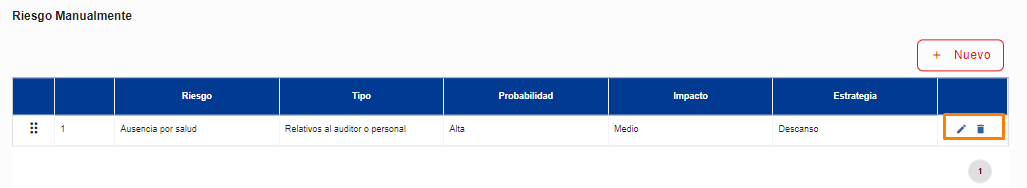 Riesgo Manualmente
+ Nuevo
Riesgo Tipo Probabilidad Impacto Estrategia
1 Ausencia por salud Relativos al auditor o personal Alta Medio Descanso
1